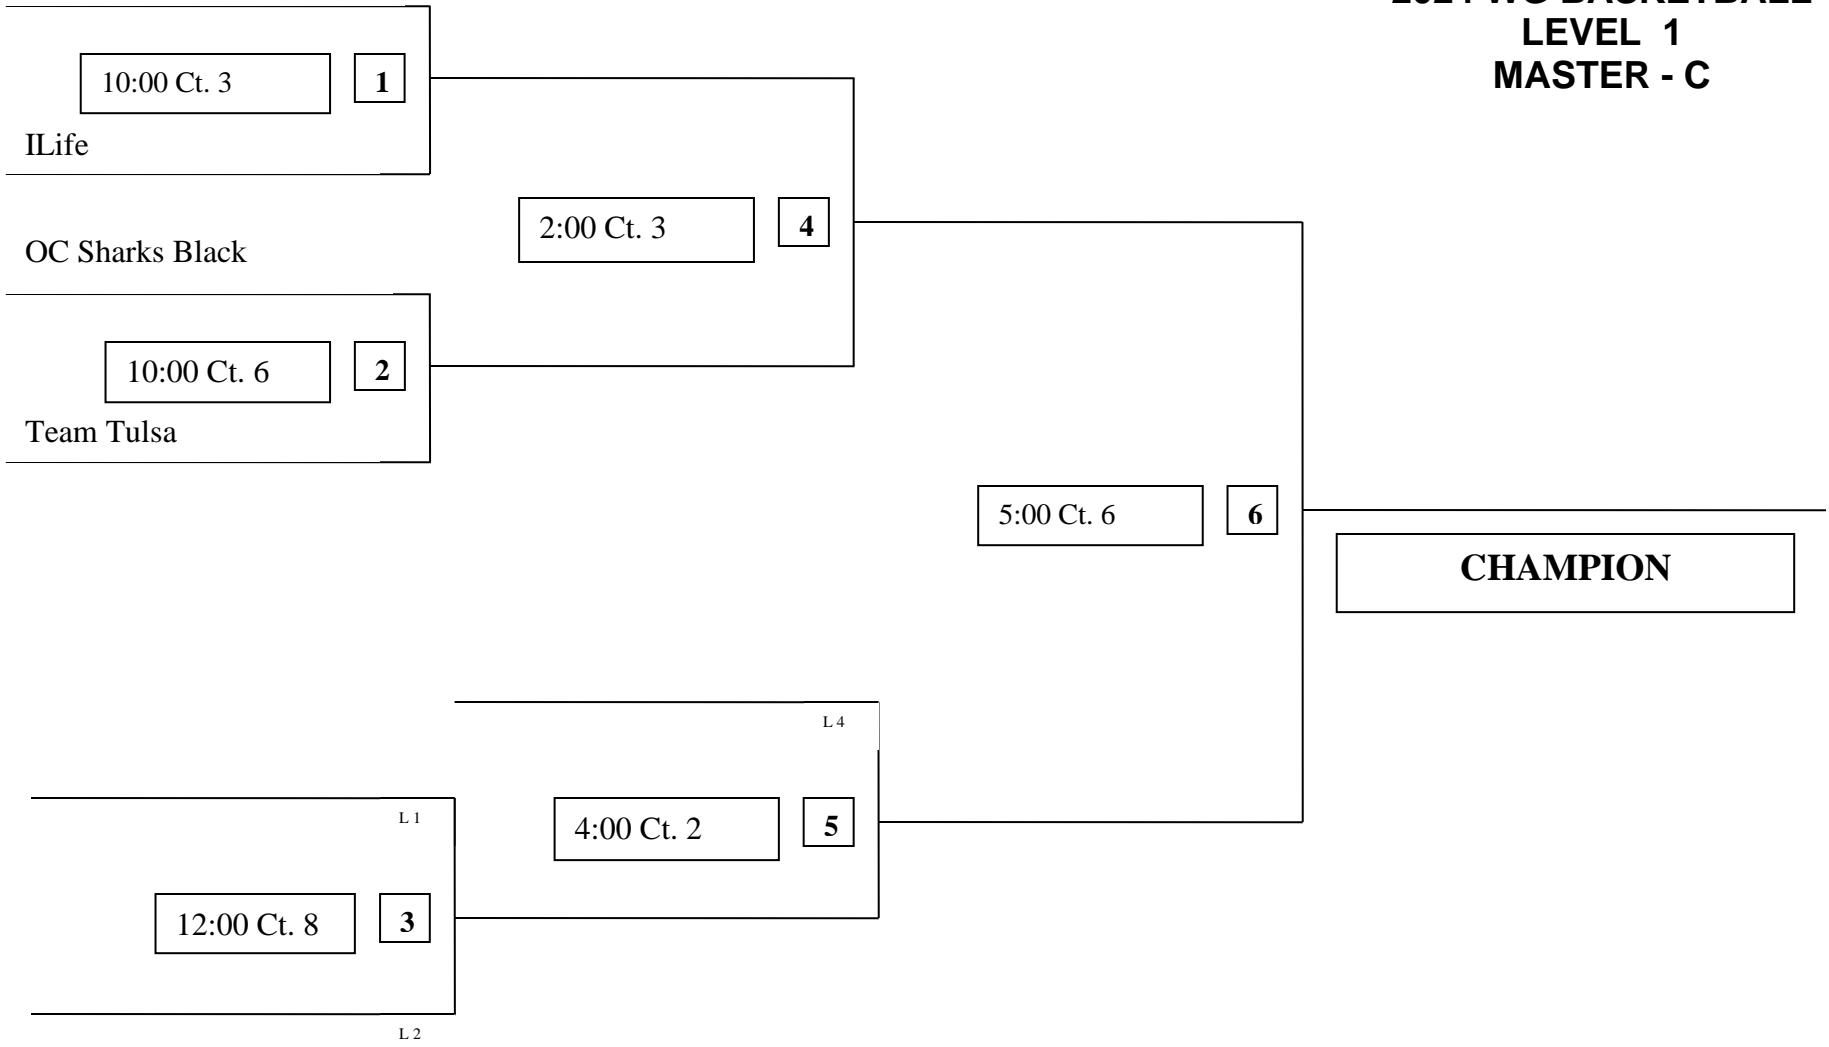 LEVEL 1
MASTER - C
10:00 Ct. 3
1
ILife
2:00 Ct. 3
4
OC Sharks Black
10:00 Ct. 6
2
Team Tulsa
5:00 Ct. 6
6
CHAMPION
L 4
L 1
4:00 Ct. 2
5
12:00 Ct. 8
3
L 2